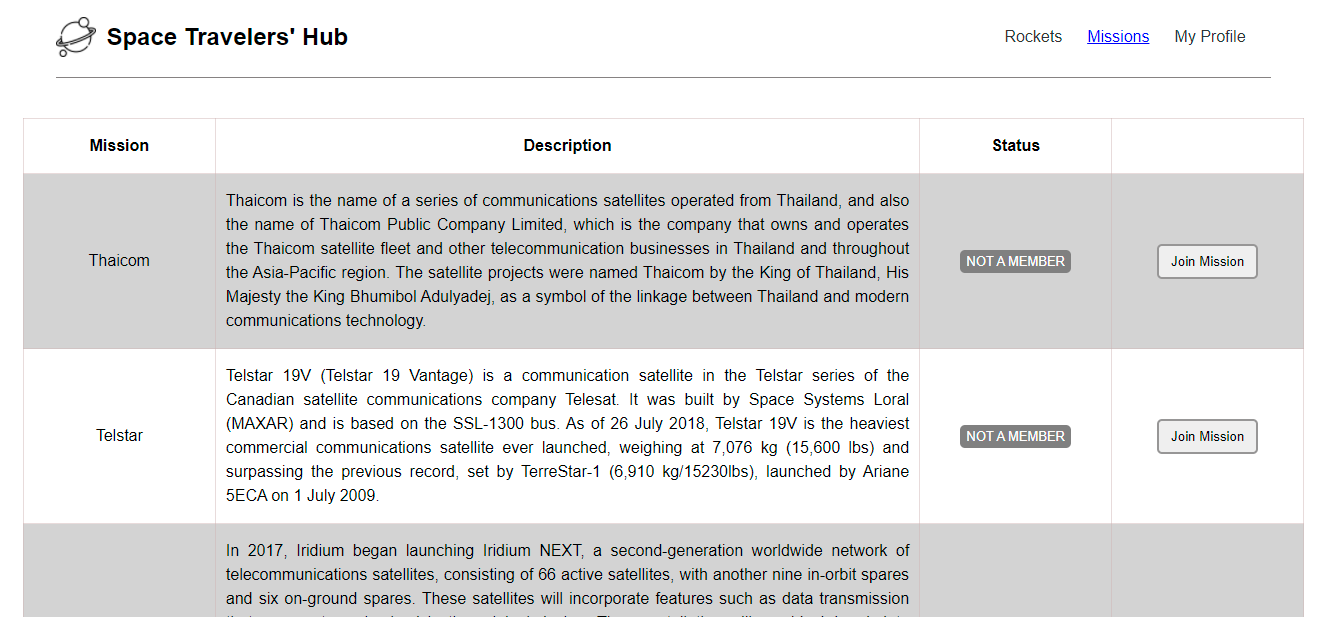 Space Travelers' Hub
Rockets Missions My Profile
Mission Description Status
Thaicom is the name of a series of communications satellites operated from Thailand, and also
the name of Thaicom Public Company Limited, which is the company that owns and operates
the Thaicom satellite fleet and other telecommunication businesses in Thailand and throughout
Thaicom
NOT A MEMBER
Join Mission
the Asia-Pacific region. The satellite projects were named Thaicom by the King of Thailand, His
Majesty the King Bhumibol Adulyadej, as a symbol of the linkage between Thailand and modern
communications technology.
Telstar 19V (Telstar 19 Vantage) is a communication satellite in the Telstar series of the
Canadian satellite communications company Telesat. It was built by Space Systems Loral
(MAXAR) and is based on the SSL-1300 bus. As of 26 July 2018, Telstar 19V is the heaviest
Telstar
NOT A MEMBER
Join Mission
commercial communications satellite ever launched, weighing at 7,076 kg (15,600 lbs) and
surpassing the previous record, set by TerreStar-1 (6,910 kg/15230lbs), launched by Ariane
5ECA on 1 July 2009.
In 2017, Iridium began launching Iridium NEXT, a second-generation worldwide network of
telecommunications satellites, consisting of 66 active satellites, with another nine in-orbit spares
and six on-ground spares. These satellites will incorporate features such as data transmission